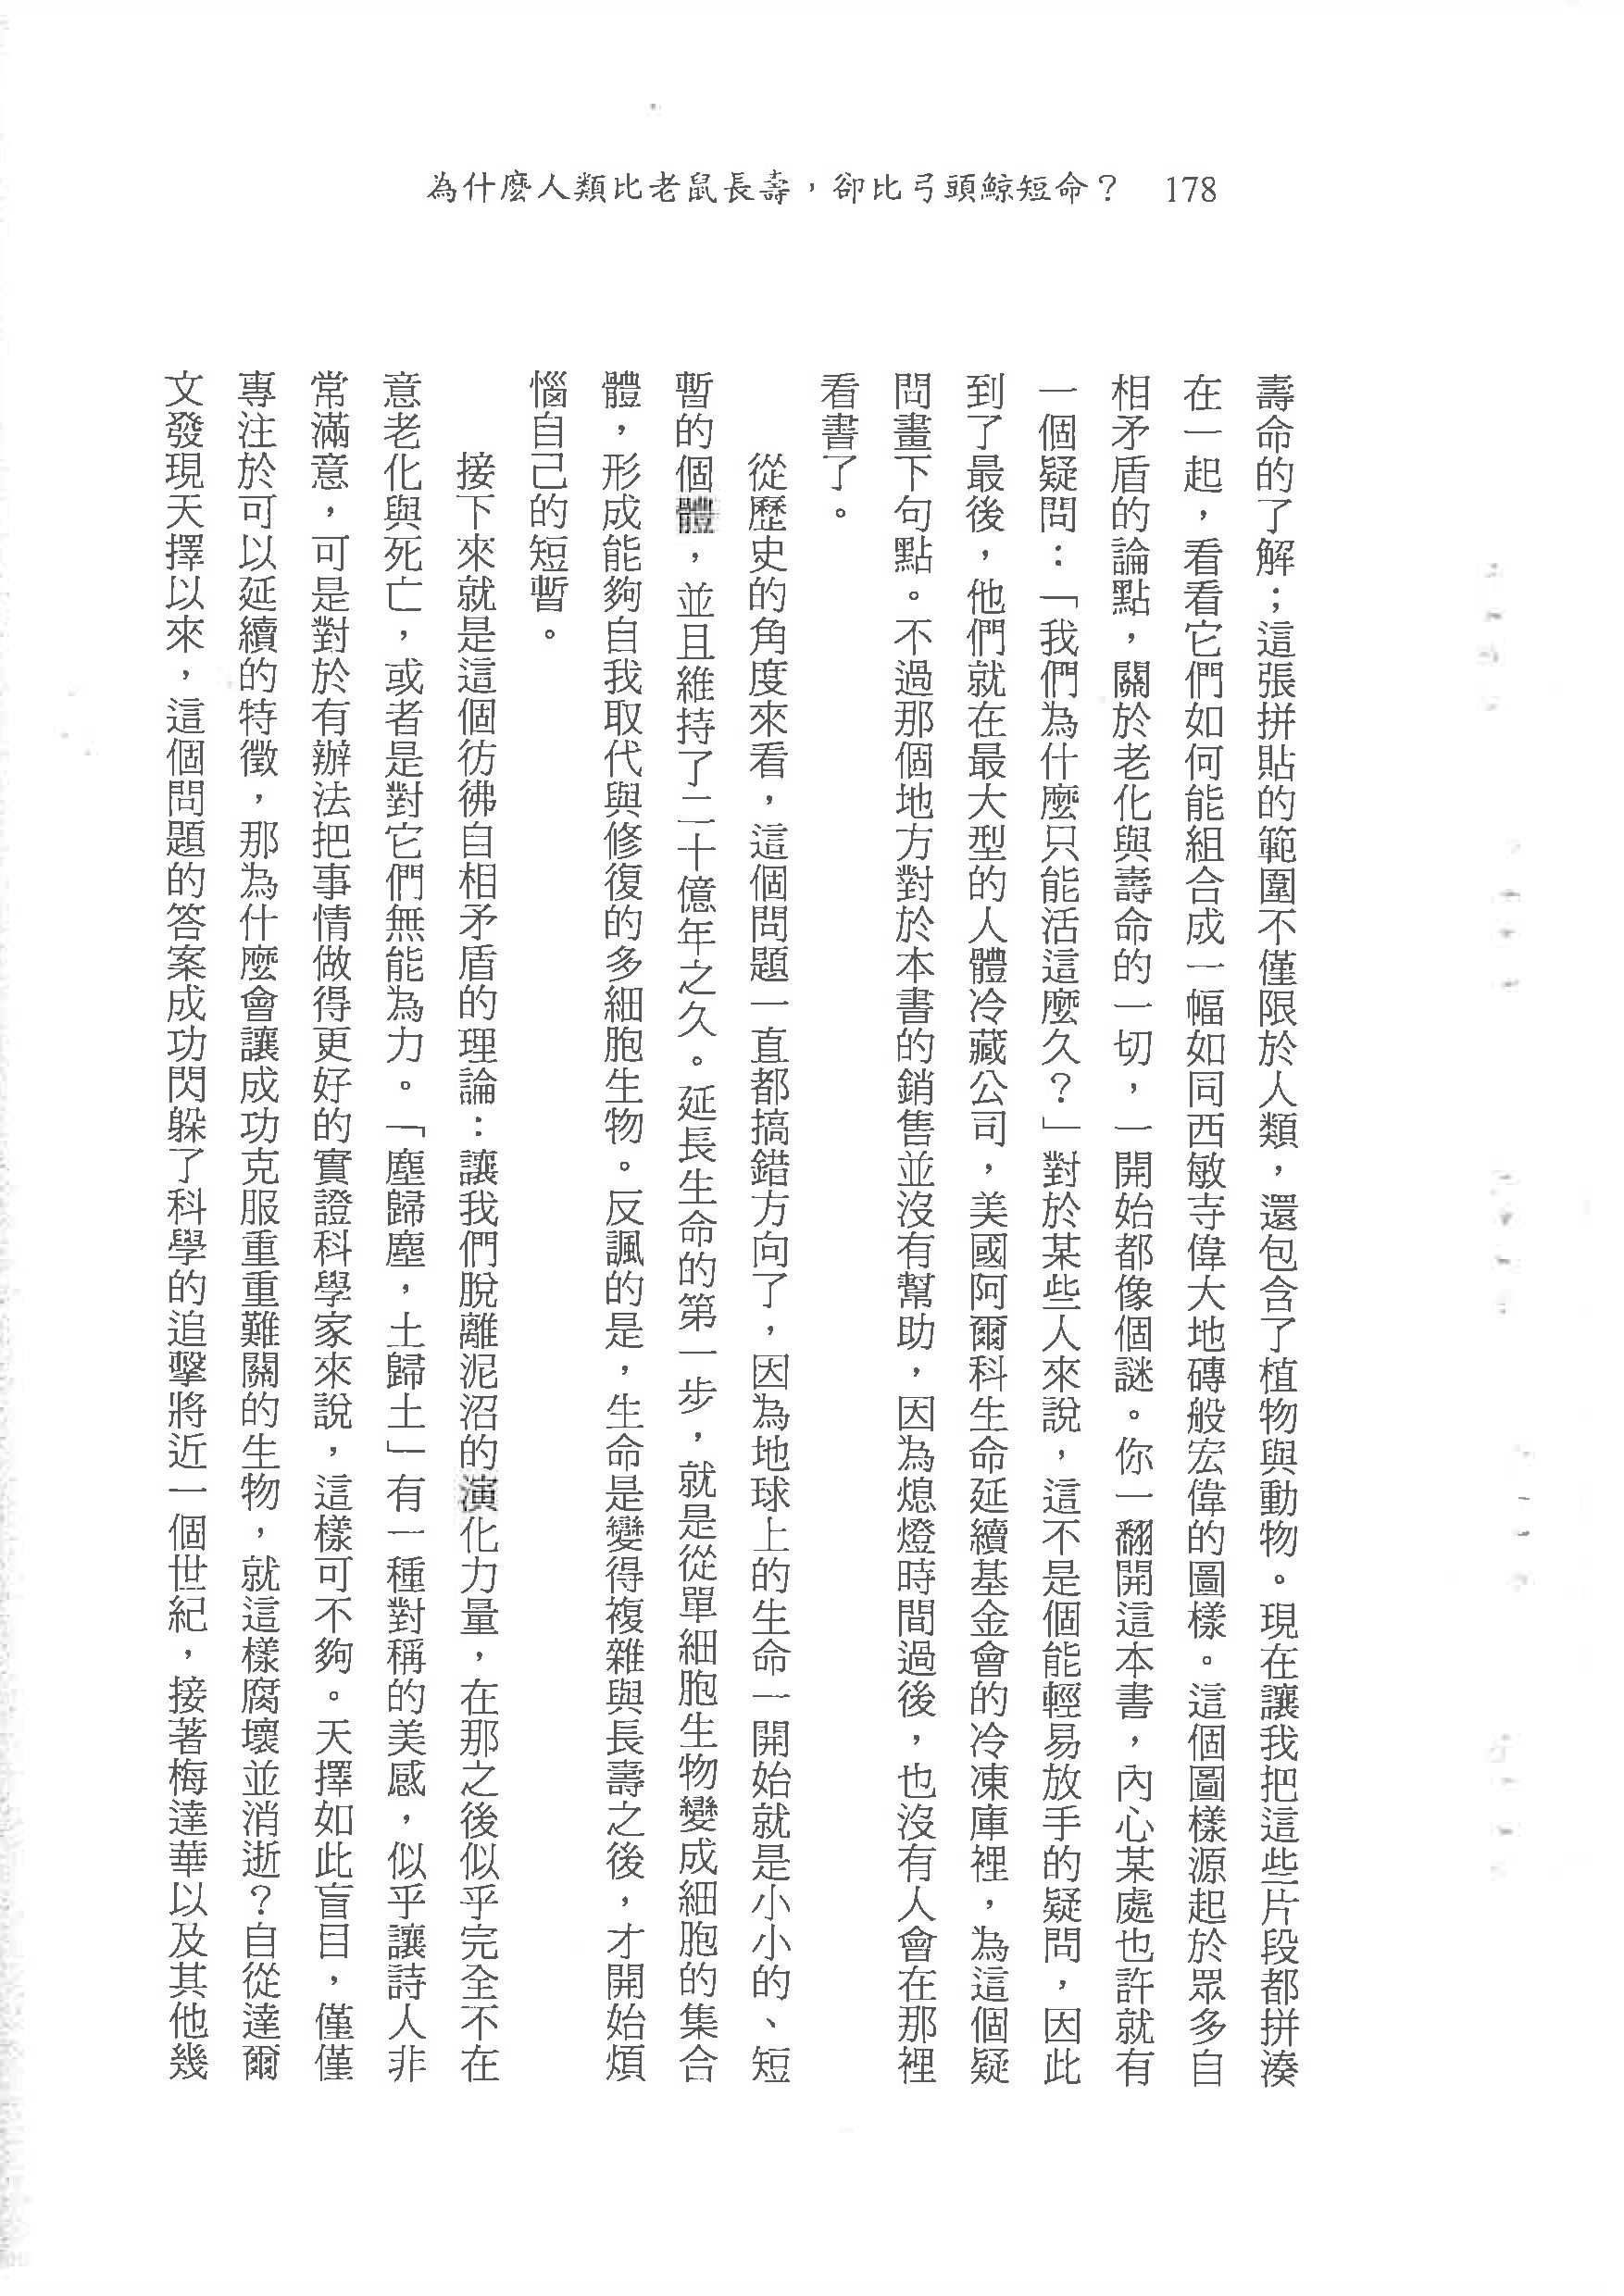 為什麼人類比老鼠長壽，卻比弓頭鯨短命？　178
壽命的了解；這張拼貼的範圍不僅限於人類，還包含了植物與動物。現在讓我把這些片段都拼湊
在一起，看看它們如何能組合成一幅如同西敏寺偉大地磚般宏偉的圖樣。這個圖樣源起於眾多自
相矛盾的論點，關於老化與壽命的一切，一開始都像個謎。你一翻開這本書，內心某處也許就有
一個疑問：「我們為什麼只能活這麼久？」對於某些人來說，這不是個能輕易放手的疑問，因此
到了最後，他們就在最大型的人體冷藏公司，美國阿爾科生命延續基金會的冷凍庫裡，為這個疑
問畫下句點。不過那個地方對於本書的銷售並沒有幫助，因為熄燈時間過後，也沒有人會在那裡
看書了。
從歷史的角度來看，這個問題一直都搞錯方向了，因為地球上的生命一開始就是小小的、短
暫的個體，並且維持了二十億年之久。延長生命的第一步，就是從單細胞生物變成細胞的集合
體，形成能夠自我取代與修復的多細胞生物。反諷的是，生命是變得複雜與長壽之後，才開始煩
惱自己的短暫。
接下來就是這個彷彿自相矛盾的理論：讓我們脫離泥沼的演化力量，在那之後似乎完全不在
意老化與死亡，或者是對它們無能為力。「塵歸塵，土歸土」有一種對稱的美感，似乎讓詩人非
常滿意，可是對於有辦法把事情做得更好的實證科學家來說，這樣可不夠。天擇如此盲目，僅僅
專注於可以延續的特徵，那為什麼會讓成功克服重重難關的生物，就這樣腐壞並消逝？自從達爾
文發現天擇以來，這個問題的答案成功閃躲了科學的追擊將近一個世紀，接著梅達華以及其他幾